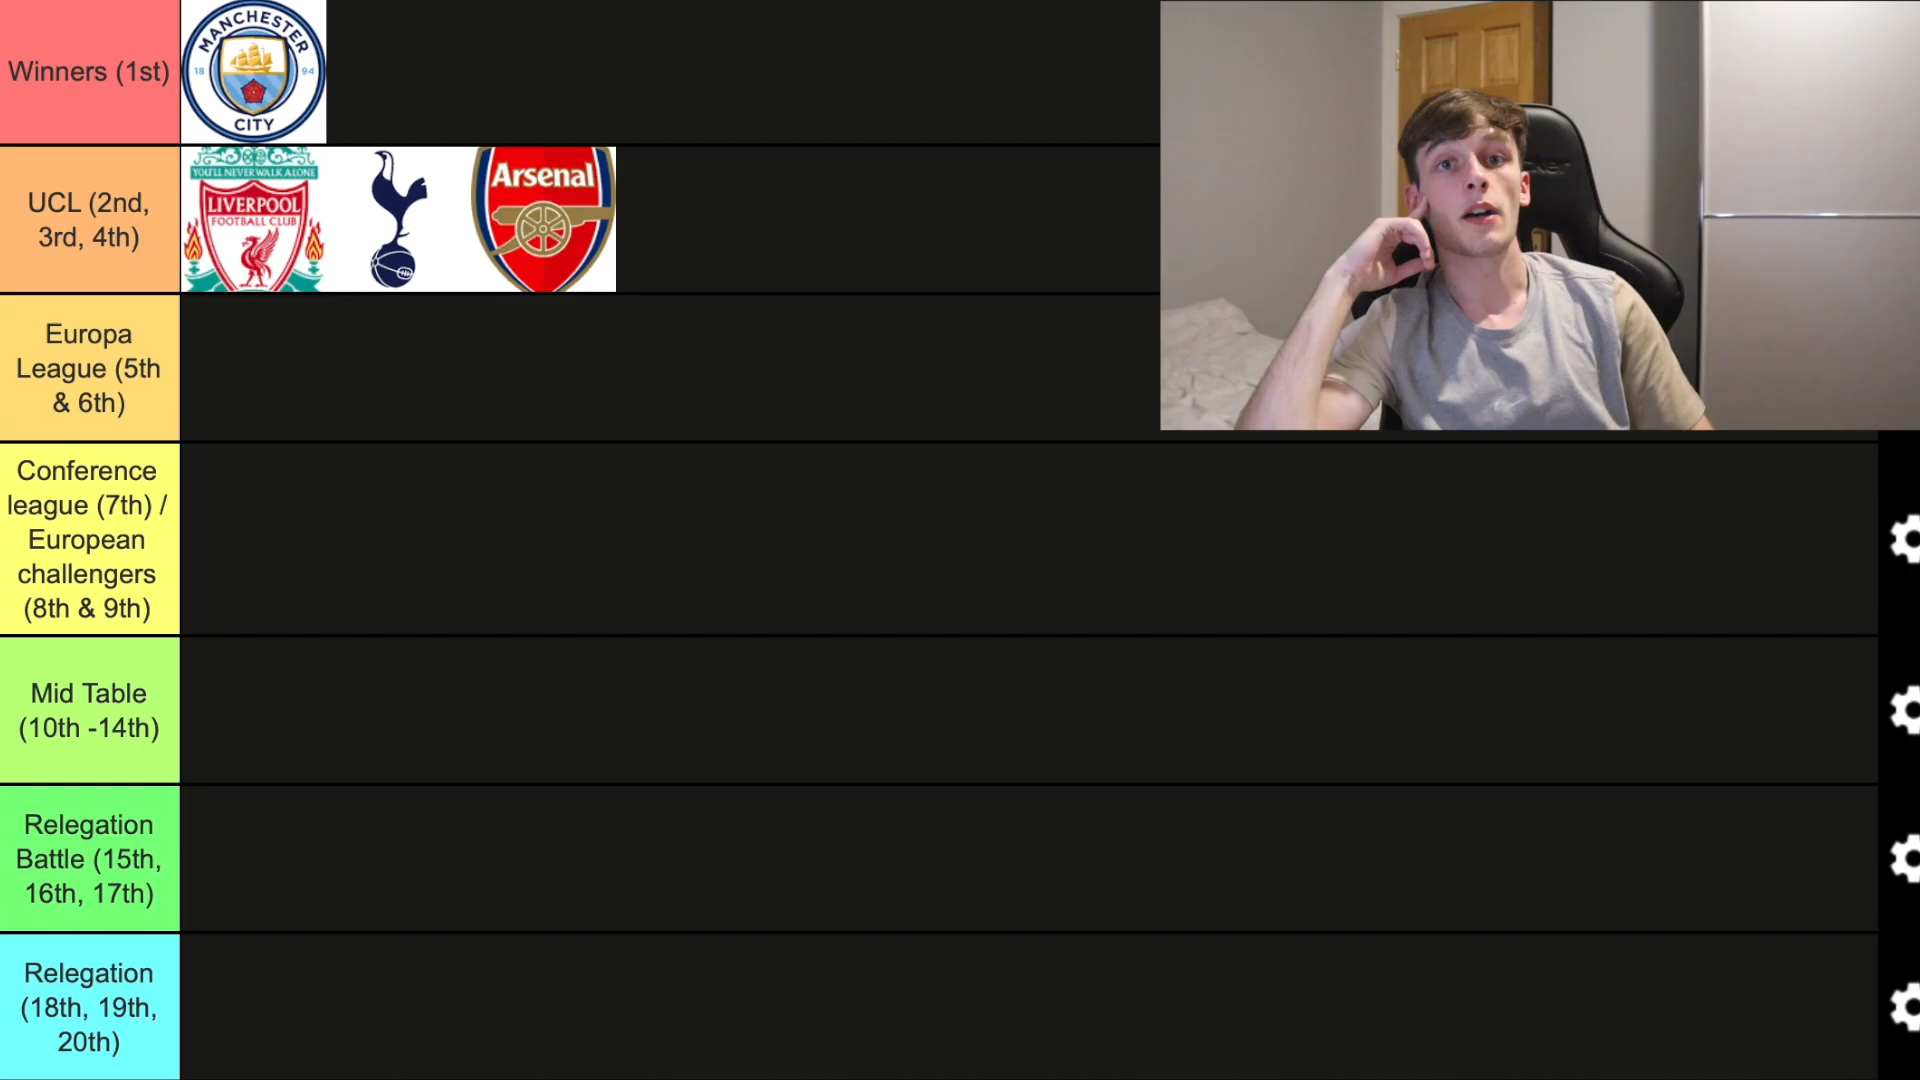 Winners (1st)
MANCHESTER
18 94
CITY
UCL (2nd,
3rd, 4th)
YOU'LL NEVER WALK ALONE
LIVERPOOL
FOOTBALL CLUB
Arsenal
Europa
League (5th
& 6th)
Conference
league (7th) /
European
challengers
(8th & 9th)
Mid Table
(10th -14th)
Relegation
Battle (15th,
16th, 17th)
Relegation
(18th, 19th,
20th)